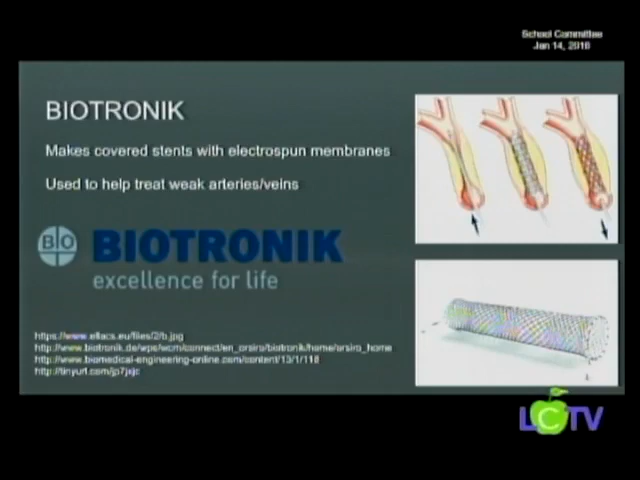 School Committee
Jan 14, 2016
BIOTRONIK
Makes covered stents with electrospun membranes
Used to help treat weak arteries/veins
BIO
BIOTRONIK
excellence for life
http://www.biomedical-engineering-online.com/content/13/1/118
LCTV